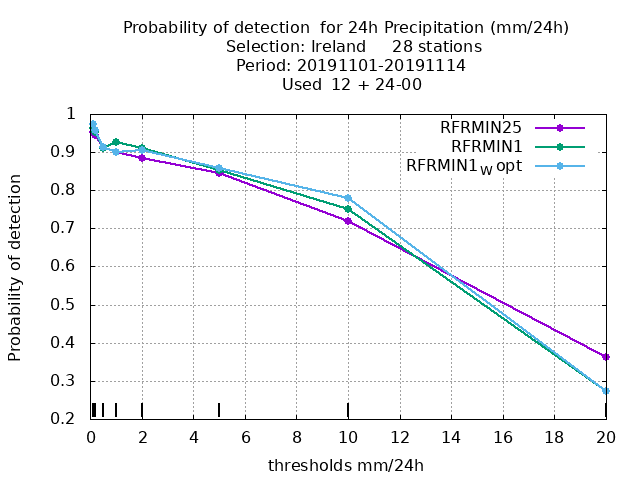 Probability of detection  for 24h Precipitation (mm/24h)
Selection: Ireland     28 stations
Period: 20191101-20191114
Used  12 + 24-00
RFRMIN25
RFRMIN1
RFRMIN1W opt
Probability of detection
1
0.9
0.8
0.7
0.6
0.5
0.4
0.3
0.2
0 2 4 6 8 10 12 14 16 18 20
thresholds mm/24h